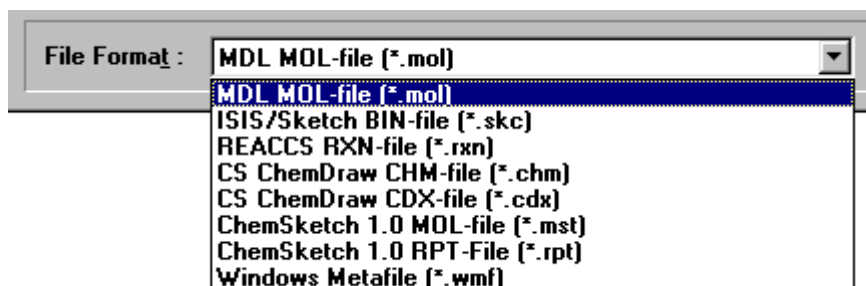 File Format :
MDL MOL-file (*.mol)
MDL MOL-file (*.mol)
ISIS/Sketch BIN-file (*.skc)
REACCS RXN-file (*.rxn)
CS ChemDraw CHM-file (*.chm)
CS ChemDraw CDX-file (*.cdx)
ChemSketch 1.0 MOL-file (*.mst)
ChemSketch 1.0 RPT-File (*.rpt)
Windows Metafile (*.wmf)